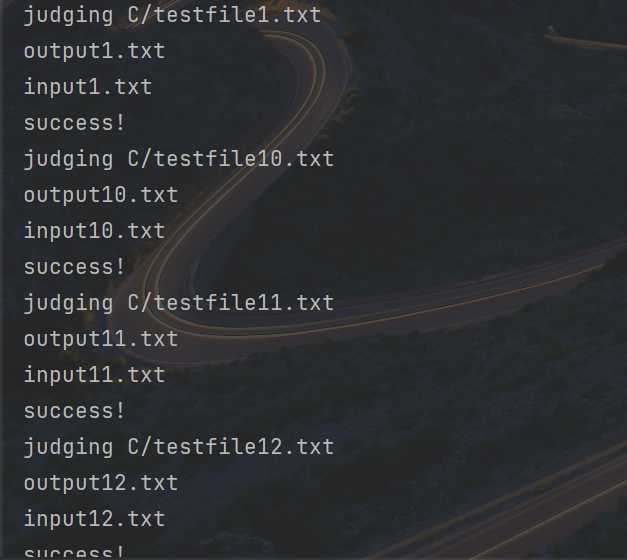 judging C/testfile1.txt
output1.txt
input1.txt
success!
judging C/testfile10.txt
output10.txt
input10.txt
success!
judging C/testfile11.txt
output11.txt
input11.txt
success!
judging C/testfile12.txt
output12.txt
input12.txt
success!